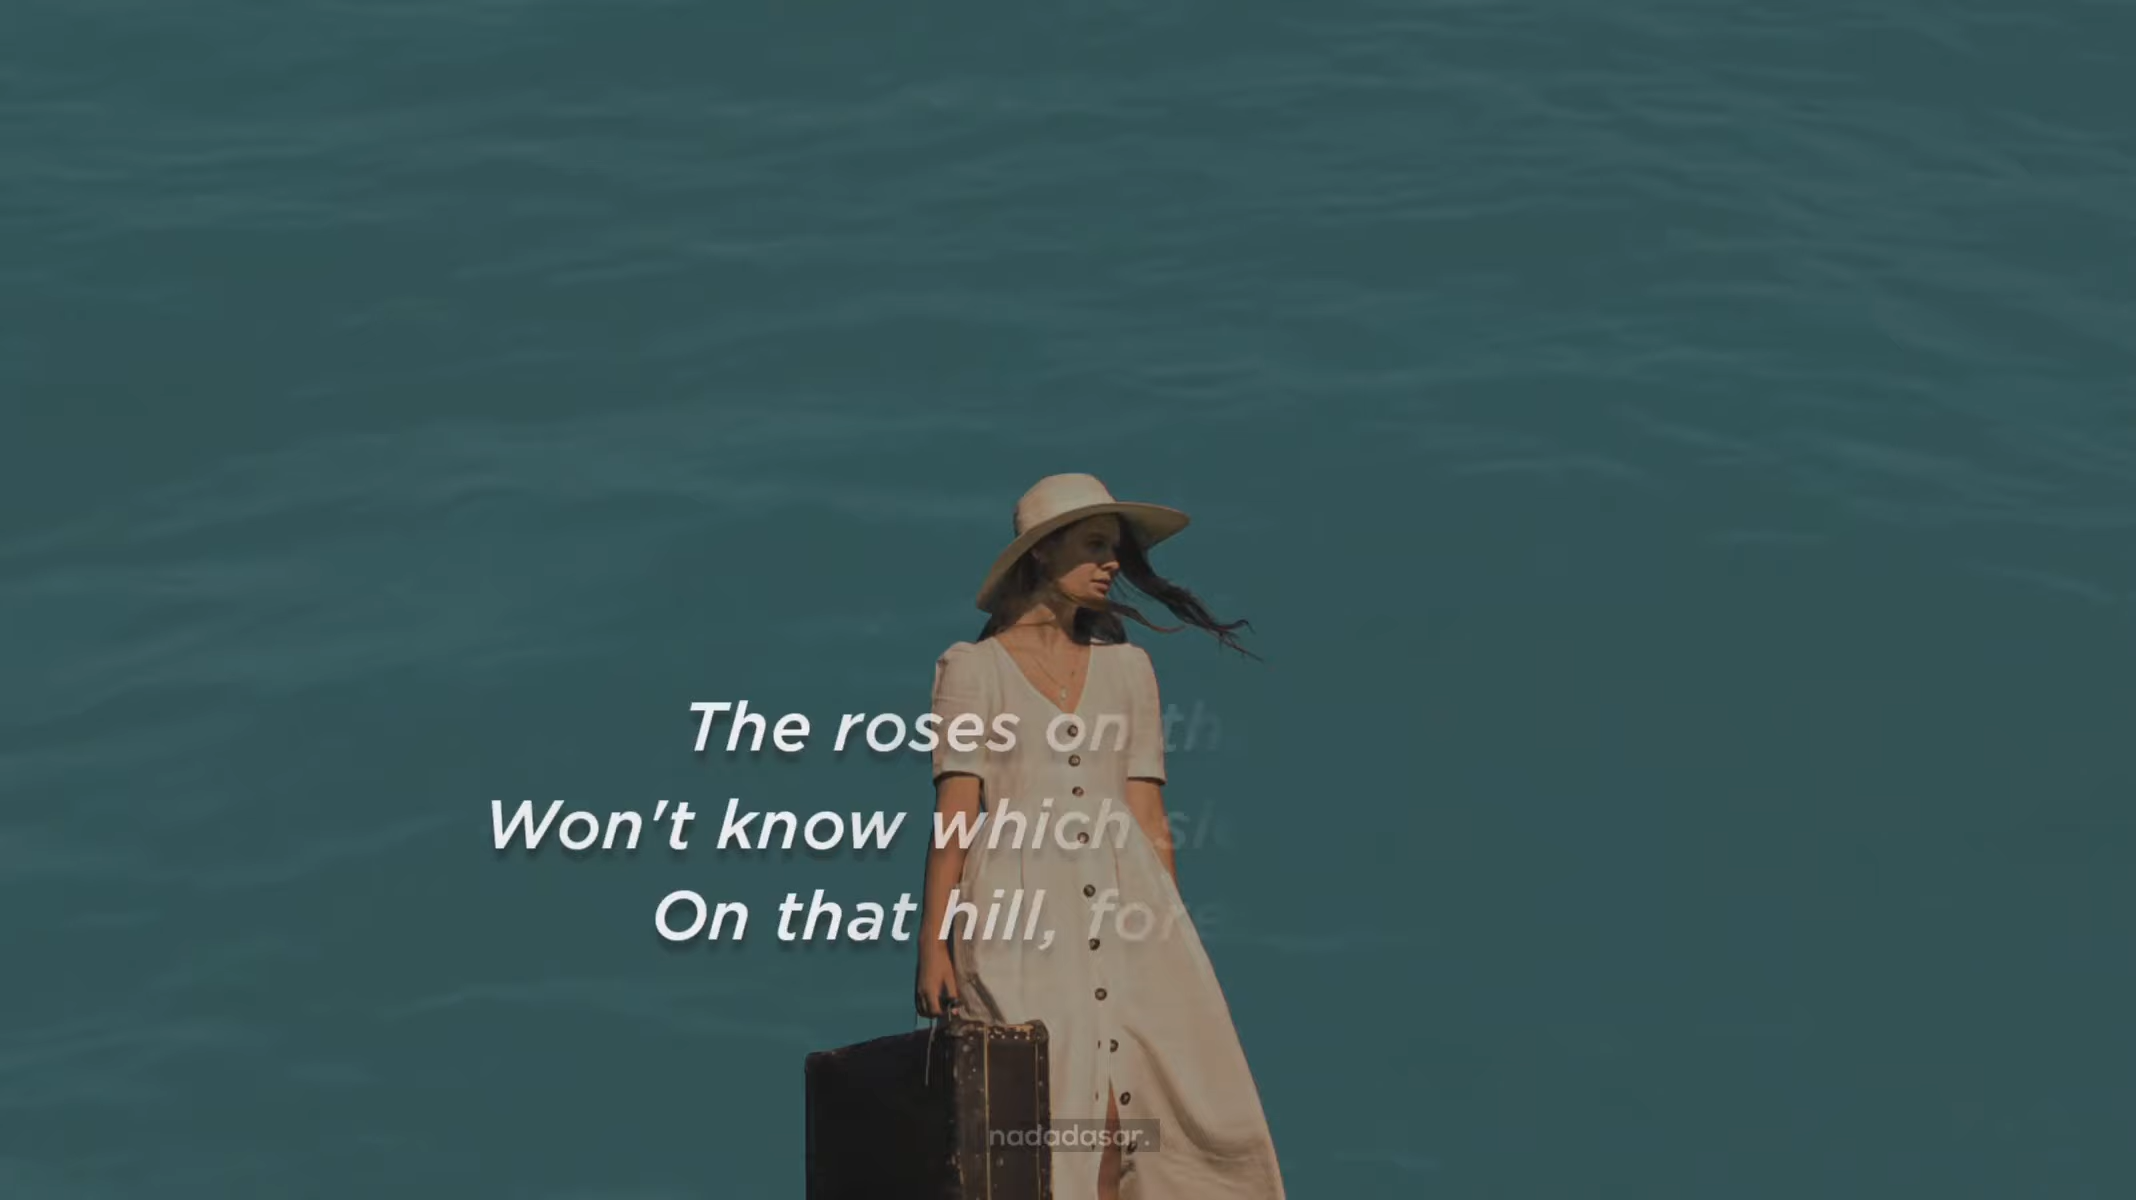 The roses on
Won't know which
On that hill,
nadadasar.